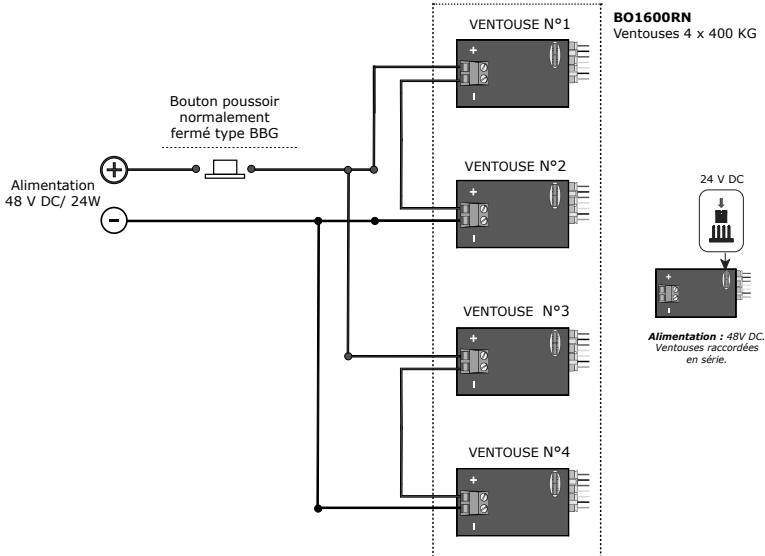 VENTOUSE N°1
BO1600RN
Ventouses 4 x 400 KG
+
-
Bouton poussoir
normalement
fermé type BBG
+
Alimentation
48 V DC/ 24W
-
VENTOUSE N°2
+
-
24 V DC
+
-
Alimentation : 48V DC.
Ventouses raccordées
en série.
VENTOUSE N°3
+
-
VENTOUSE N°4
+
-